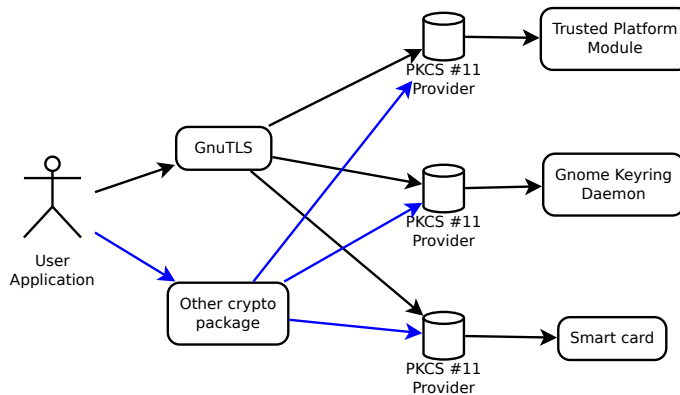 Trusted Platform
Module
PKCS #11
Provider
GnuTLS
Gnome Keyring
Daemon
PKCS #11
Provider
User
Application
Other crypto
package
Smart card
PKCS #11
Provider